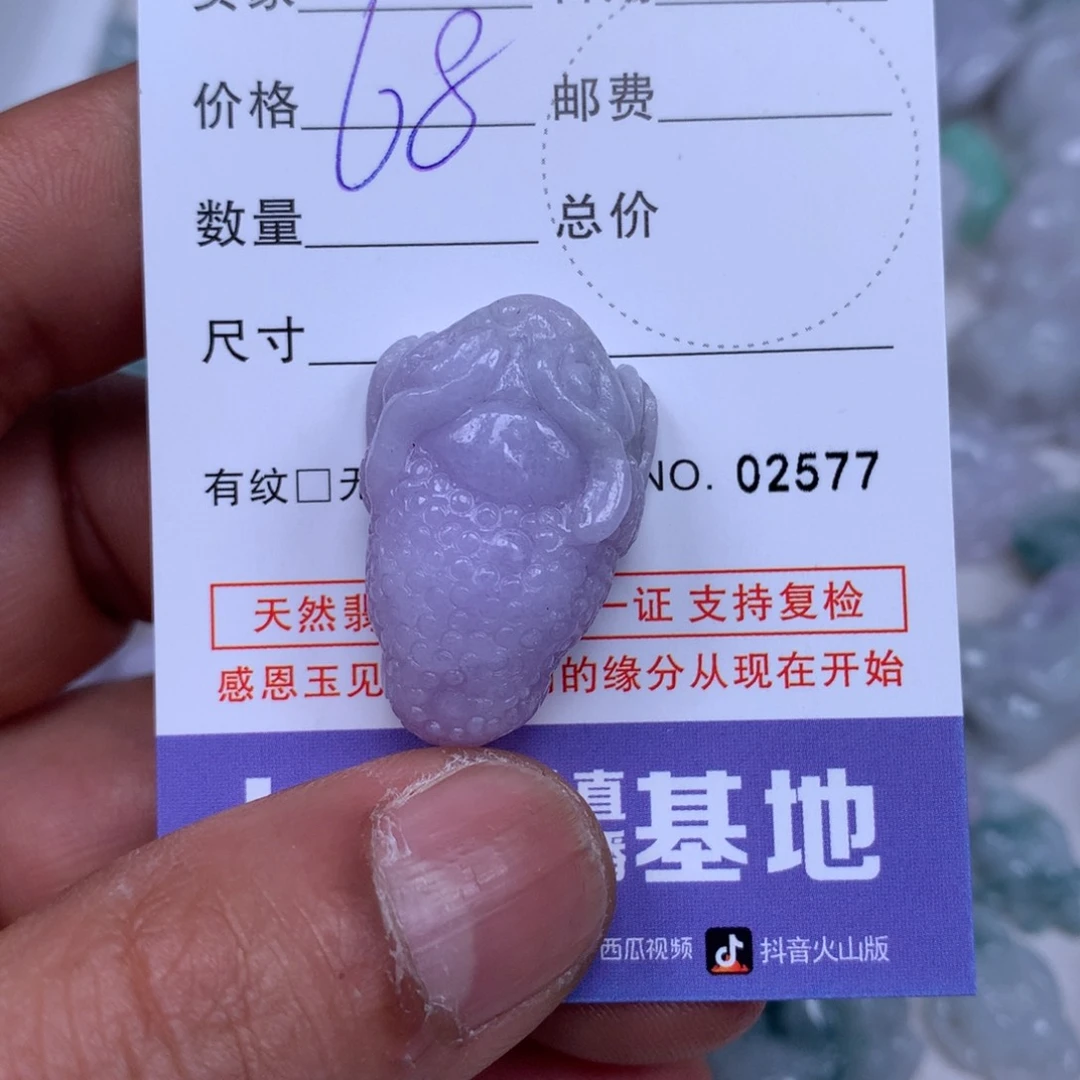 价格 68 邮费
数量 总价
尺寸
有纹□ NO. 02577
天然翡 一证 支持复检
感恩玉见 的缘分从现在开始
直播 基地
西瓜视频 抖音火山版